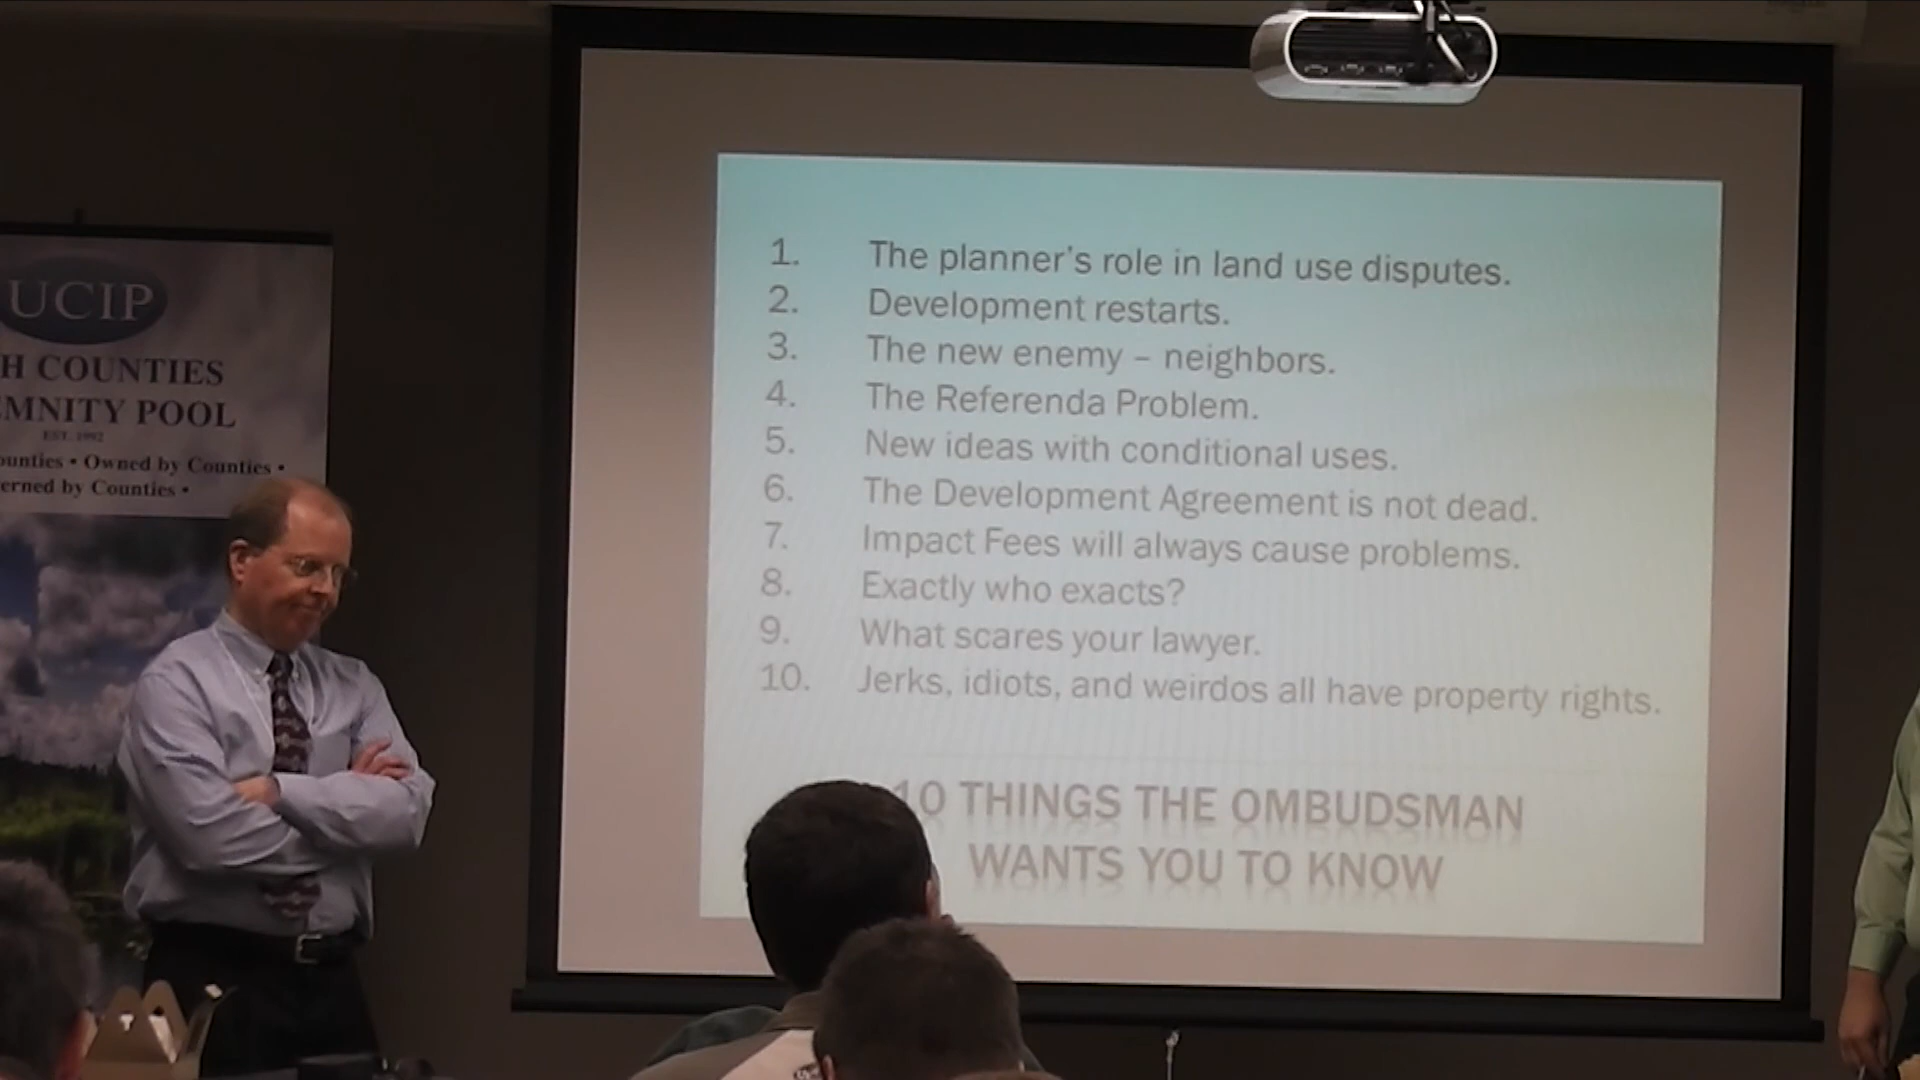 UCIP
H COUNTIES
EMNITY POOL
EST. 1992
ounties • Owned by Counties •
erned by Counties •
1. The planner's role in land use disputes.
2. Development restarts.
3. The new enemy – neighbors.
4. The Referenda Problem.
5. New ideas with conditional uses.
6. The Development Agreement is not dead.
7. Impact Fees will always cause problems.
8. Exactly who exacts?
9. What scares your lawyer.
10. Jerks, idiots, and weirdos all have property rights.
10 THINGS THE OMBUDSMAN
WANTS YOU TO KNOW